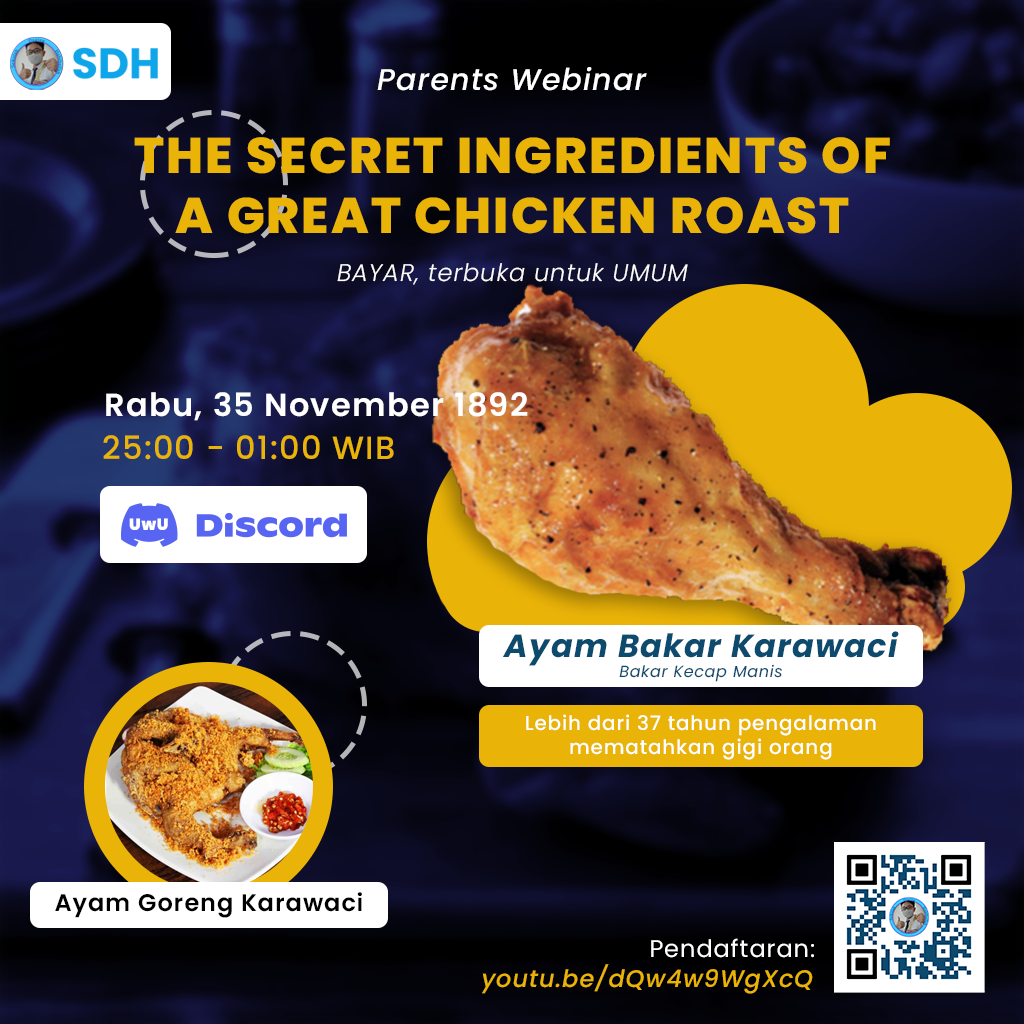 SDH
Parents Webinar
THE SECRET INGREDIENTS OF
A GREAT CHICKEN ROAST
BAYAR, terbuka untuk UMUM
Rabu, 35 November 1892
25:00 - 01:00 WIB
UwU Discord
Ayam Bakar Karawaci
Bakar Kecap Manis
Lebih dari 37 tahun pengalaman
mematahkan gigi orang
Ayam Goreng Karawaci
Pendaftaran:
youtu.be/dQw4w9WgXcQ